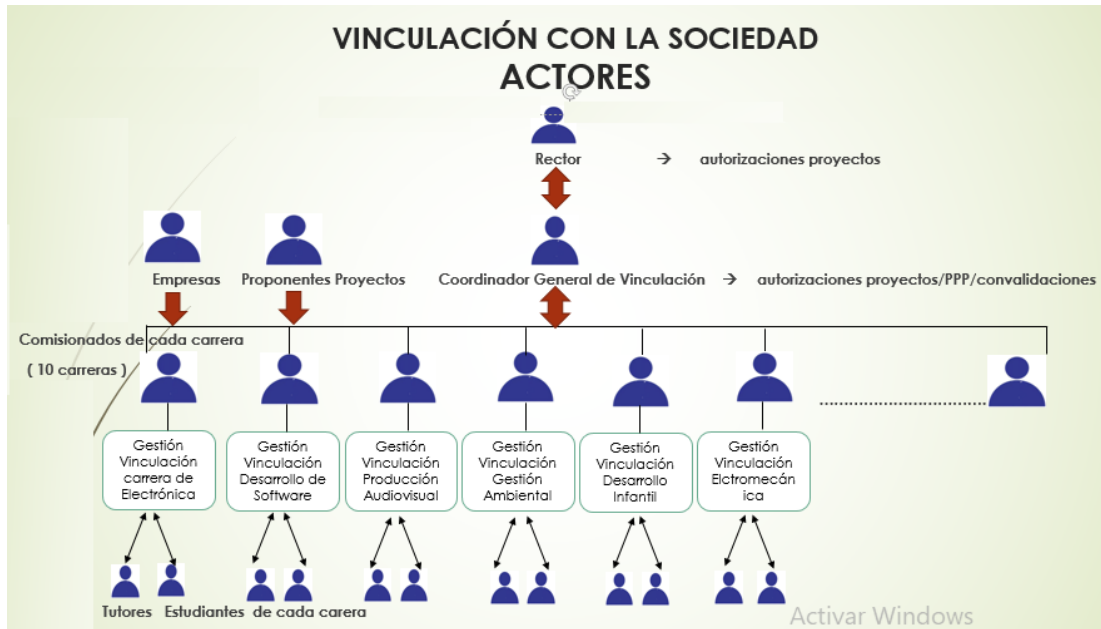 VINCULACIÓN CON LA SOCIEDAD
ACTORES
Rector → autorizaciones proyectos
Empresas
Proponentes Proyectos
Coordinador General de Vinculación → autorizaciones proyectos/PPP/convalidaciones
Comisionados de cada carrera
( 10 carreras )
Gestión
Vinculación
carrera de
Electrónica
Gestión
Vinculación
Desarrollo de
Software
Gestión
Vinculación
Producción
Audiovisual
Gestión
Vinculación
Gestión
Ambiental
Gestión
Vinculación
Desarrollo
Infantil
Gestión
Vinculación
Elctromecán
ica
Tutores Estudiantes de cada carera
Activar Windows